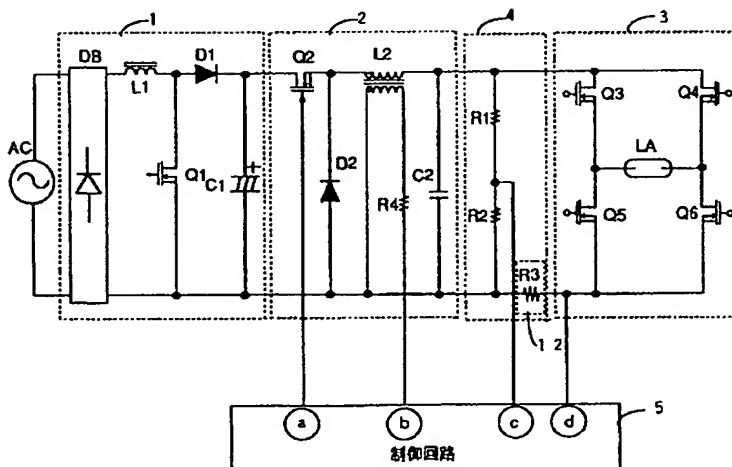 1
2
4
3
DB
D1
Q2
L2
L1
Q3
Q4
R1
AC
LA
D2
Q1
C1
+
C2
R4
R2
Q5
Q6
R3
1 2
5
a
b
c
d
制御回路